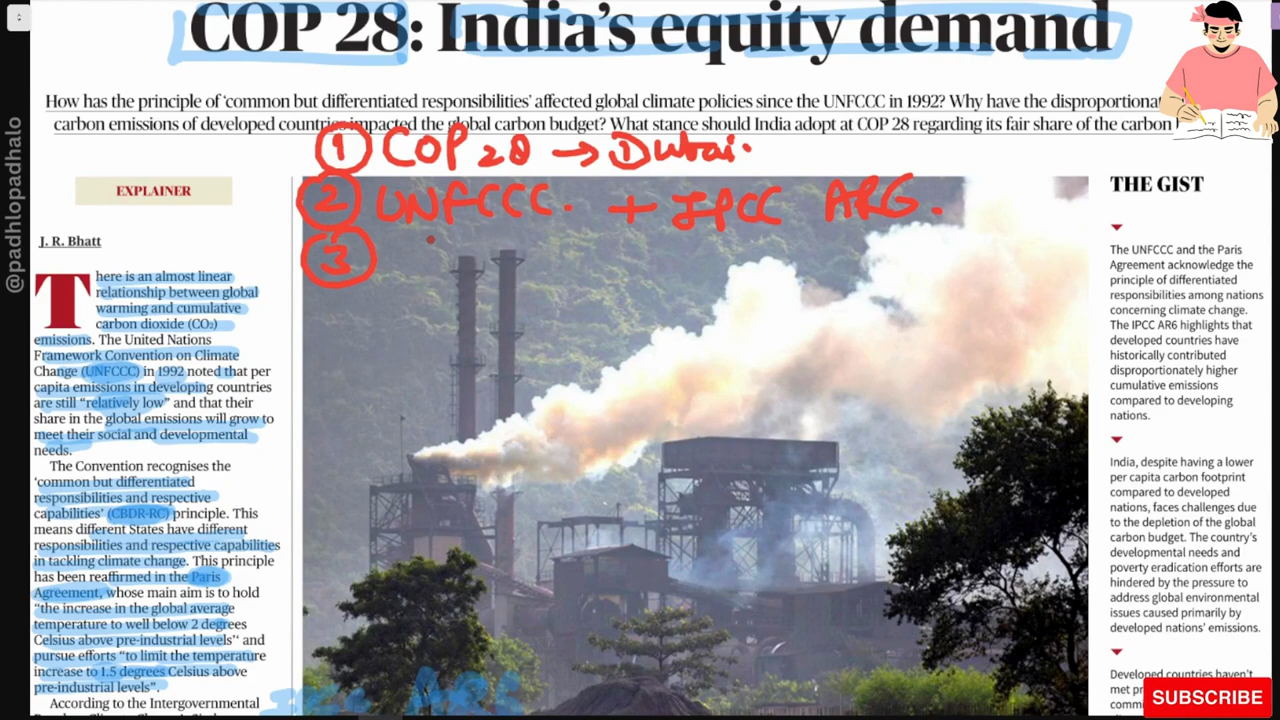 COP 28: India's equity demand
How has the principle of 'common but differentiated responsibilities' affected global climate policies since the UNFCCC in 1992? Why have the
carbon emissions of developed countries impacted the global carbon budget? What stance should India adopt at COP 28 regarding its fair share of the carbon
① COP 28 → Dubai.
② UNFCCC. + IPCC AR6.
③
@padhlopadhalo
EXPLAINER
J. R. Bhatt
There is an almost linear
relationship between global
warming and cumulative
carbon dioxide (CO₂)
emissions. The United Nations
Framework Convention on Climate
Change (UNFCCC) in 1992 noted that per
capita emissions in developing countries
are still “relatively low” and that their
share in the global emissions will grow to
meet their social and developmental
needs.
The Convention recognises the
‘common but differentiated
responsibilities and respective
capabilities’ (CBDR-RC) principle. This
means different States have different
responsibilities and respective capabilities
in tackling climate change. This principle
has been reaffirmed in the Paris
Agreement, whose main aim is to hold
“the increase in the global average
temperature to well below 2 degrees
Celsius above pre-industrial levels“ and
pursue efforts “to limit the temperature
increase to 1.5 degrees Celsius above
pre-industrial levels”.
According to the Intergovernmental
THE GIST
The UNFCCC and the Paris
Agreement acknowledge the
principle of differentiated
responsibilities among nations
concerning climate change.
The IPCC AR6 highlights that
developed countries have
historically contributed
disproportionately higher
cumulative emissions
compared to developing
nations.
India, despite having a lower
per capita carbon footprint
compared to developed
nations, faces challenges due
to the depletion of the global
carbon budget. The country's
developmental needs and
poverty eradication efforts are
hindered by the pressure to
address global environmental
issues caused primarily by
developed nations' emissions.
Developed countries haven't
SUBSCRIBE